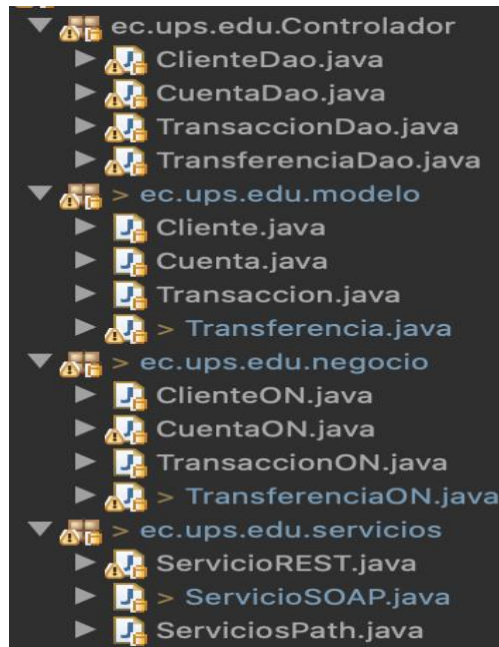 ec.ups.edu.Controlador
ClienteDao.java
CuentaDao.java
TransaccionDao.java
TransferenciaDao.java
> ec.ups.edu.modelo
Cliente.java
Cuenta.java
Transaccion.java
> Transferencia.java
> ec.ups.edu.negocio
ClienteON.java
CuentaON.java
TransaccionON.java
> TransferenciaON.java
> ec.ups.edu.servicios
ServicioREST.java
> ServicioSOAP.java
ServiciosPath.java